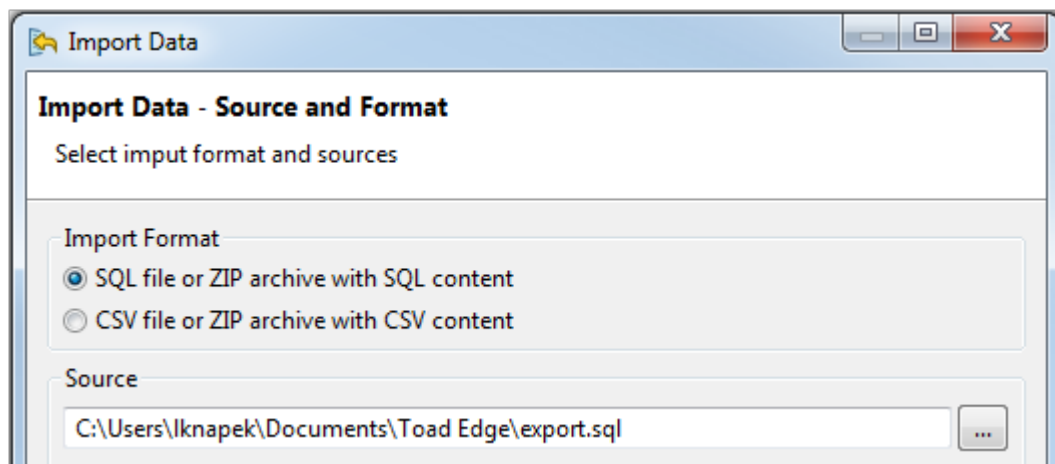 Import Data
Import Data - Source and Format
Select imput format and sources
Import Format
SQL file or ZIP archive with SQL content
CSV file or ZIP archive with CSV content
Source
C:\Users\lknapek\Documents\Toad Edge\export.sql
...